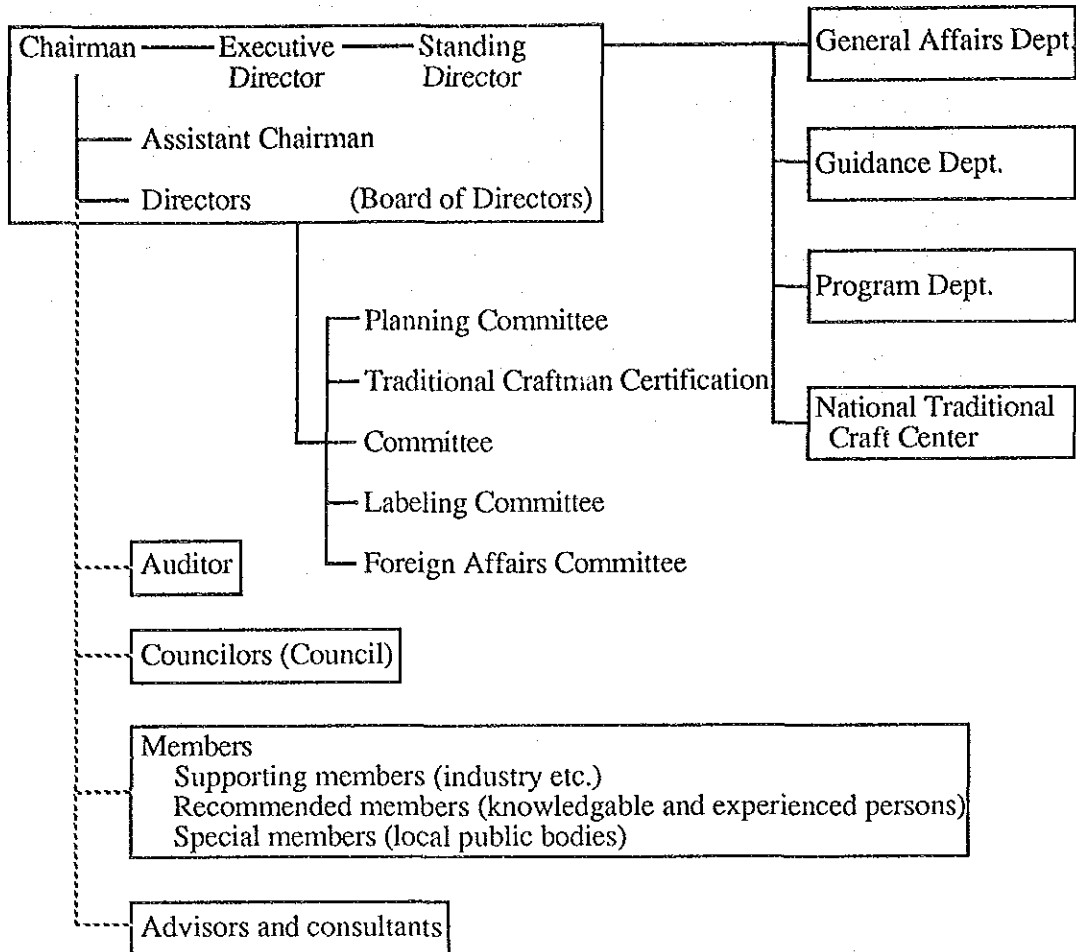 Chairman Executive Director Standing Director
Assistant Chairman
Directors (Board of Directors)
General Affairs Dept.
Guidance Dept.
Program Dept.
National Traditional
Craft Center
Planning Committee
Traditional Craftman Certification
Committee
Labeling Committee
Foreign Affairs Committee
Auditor
Councilors (Council)
Members
Supporting members (industry etc.)
Recommended members (knowledgable and experienced persons)
Special members (local public bodies)
Advisors and consultants